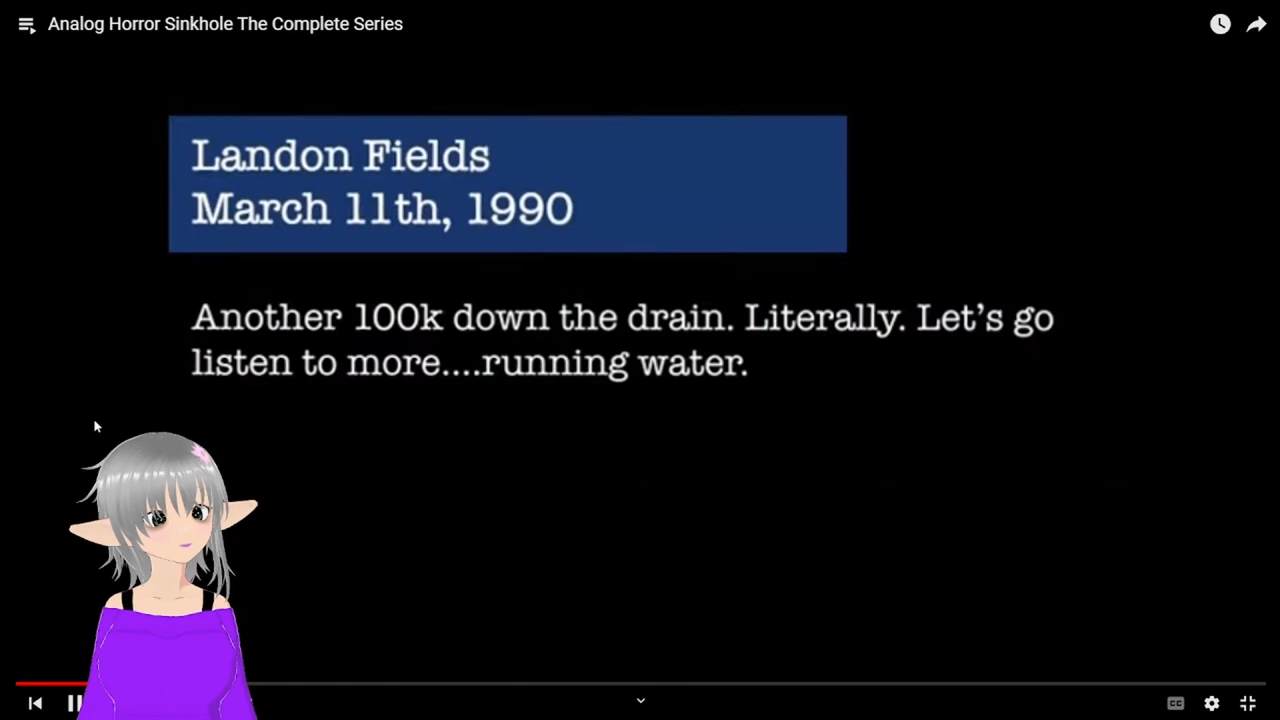 Analog Horror Sinkhole The Complete Series
Landon Fields
March 11th, 1990
Another 100k down the drain. Literally. Let's go
listen to more....running water.
CC